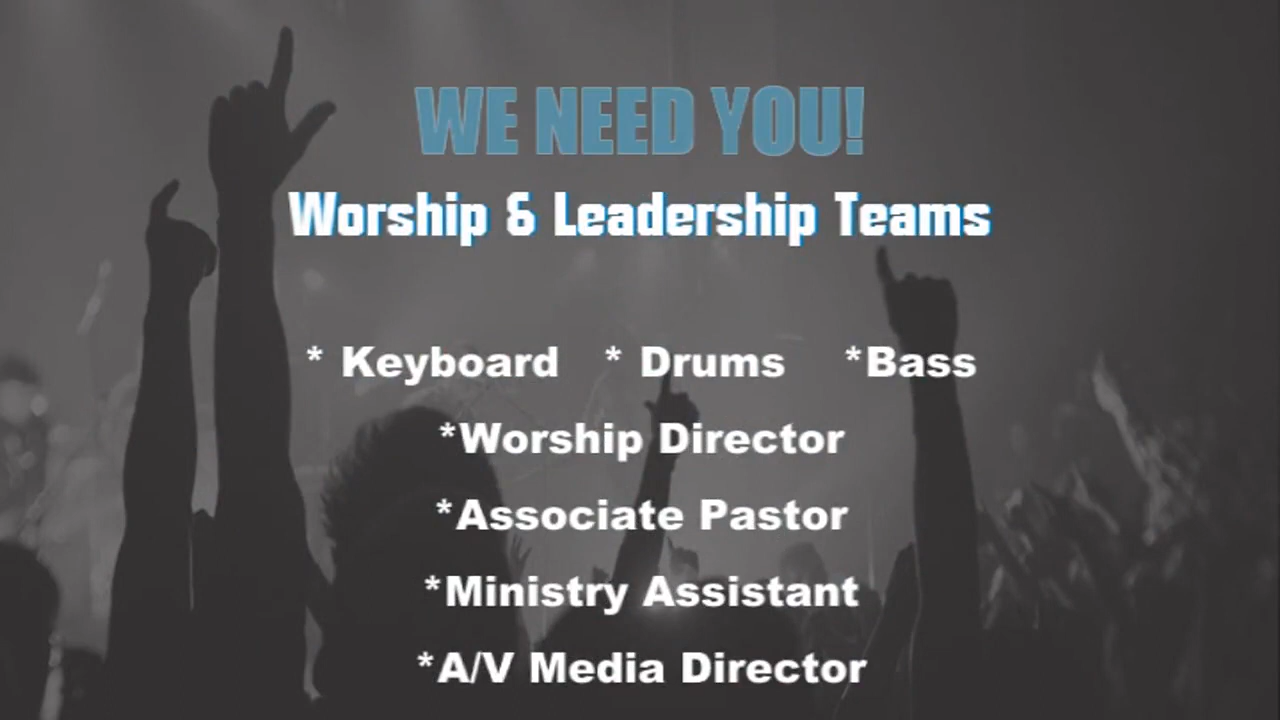 WE NEED YOU!
Worship & Leadership Teams
* Keyboard * Drums *Bass
*Worship Director
*Associate Pastor
*Ministry Assistant
*A/V Media Director